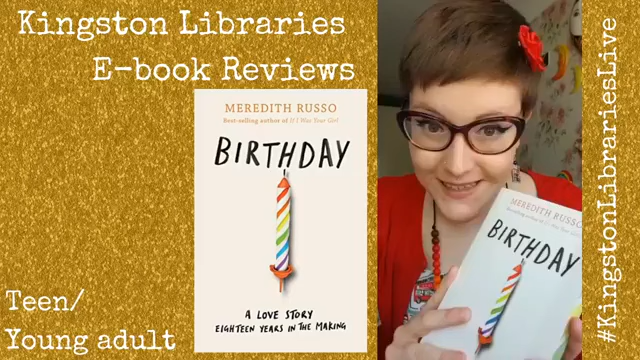 Kingston Libraries
E-book Reviews
MEREDITH RUSSO
Best-selling author of If I Was Your Girl
BIRTHDAY
A LOVE STORY
EIGHTEEN YEARS IN THE MAKING
Teen/
Young adult
MEREDITH RUSSO
BIRTHDAY
#KingstonLibrariesLive